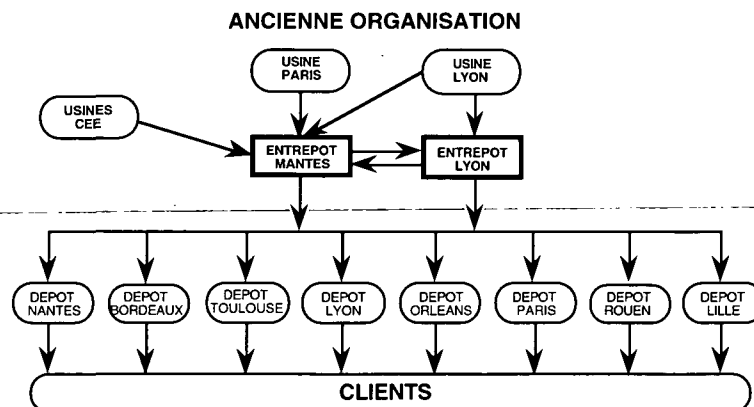 ANCIENNE ORGANISATION
USINE
PARIS
USINE
LYON
USINES
CEE
ENTREPOT
MANTES
ENTREPOT
LYON
DEPOT
NANTES
DEPOT
BORDEAUX
DEPOT
TOULOUSE
DEPOT
LYON
DEPOT
ORLEANS
DEPOT
PARIS
DEPOT
ROUEN
DEPOT
LILLE
CLIENTS